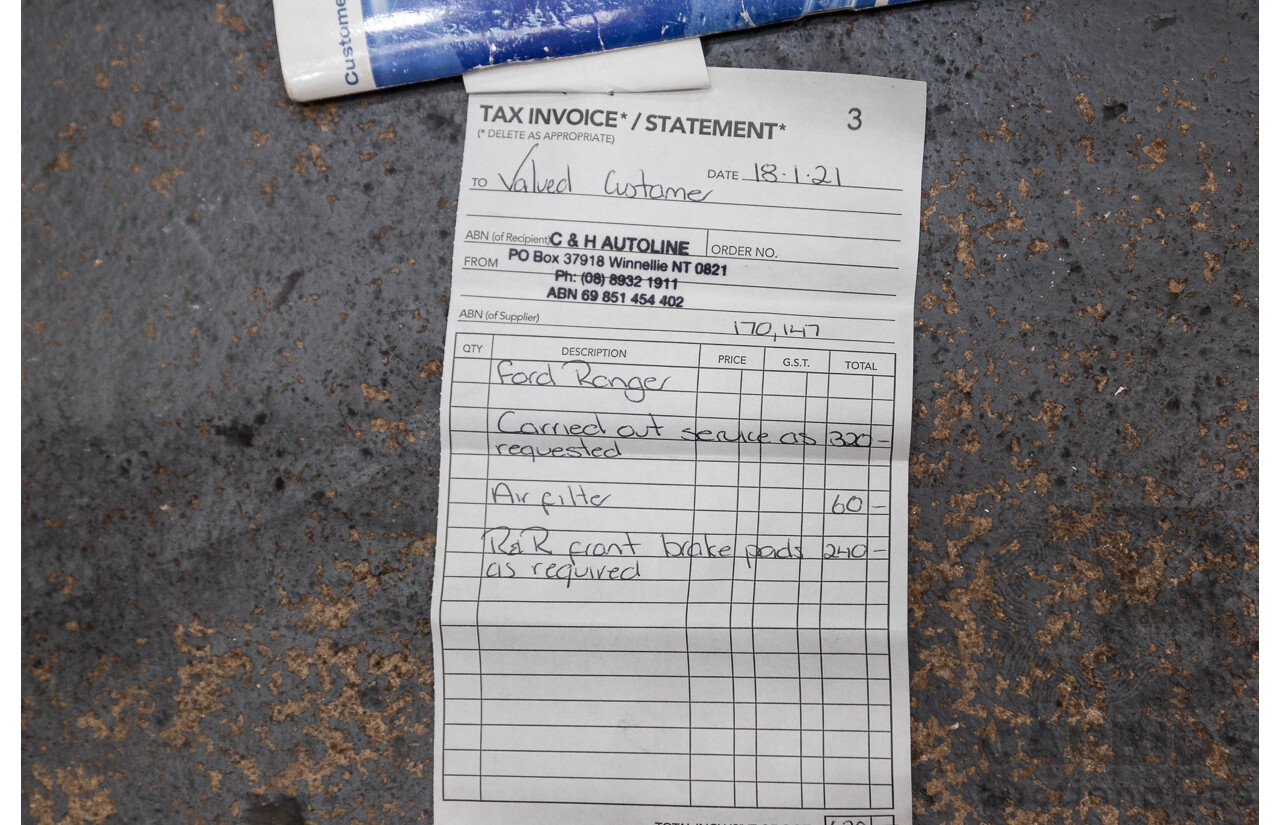 Custome
TAX INVOICE* / STATEMENT*
3
(* DELETE AS APPROPRIATE)
DATE 18.1.21
TO Valued Customer
ABN (of Recipient) C & H AUTOLINE
ORDER NO.
FROM PO Box 37918 Winnellie NT 0821
Ph: (08) 8932 1911
ABN 69 851 454 402
ABN (of Supplier)
170,147
QTY DESCRIPTION PRICE G.S.T. TOTAL
Ford Ranger
Carried out service as 320 -
requested
Air filter 60 -
R&R front brake pads 240 -
as required